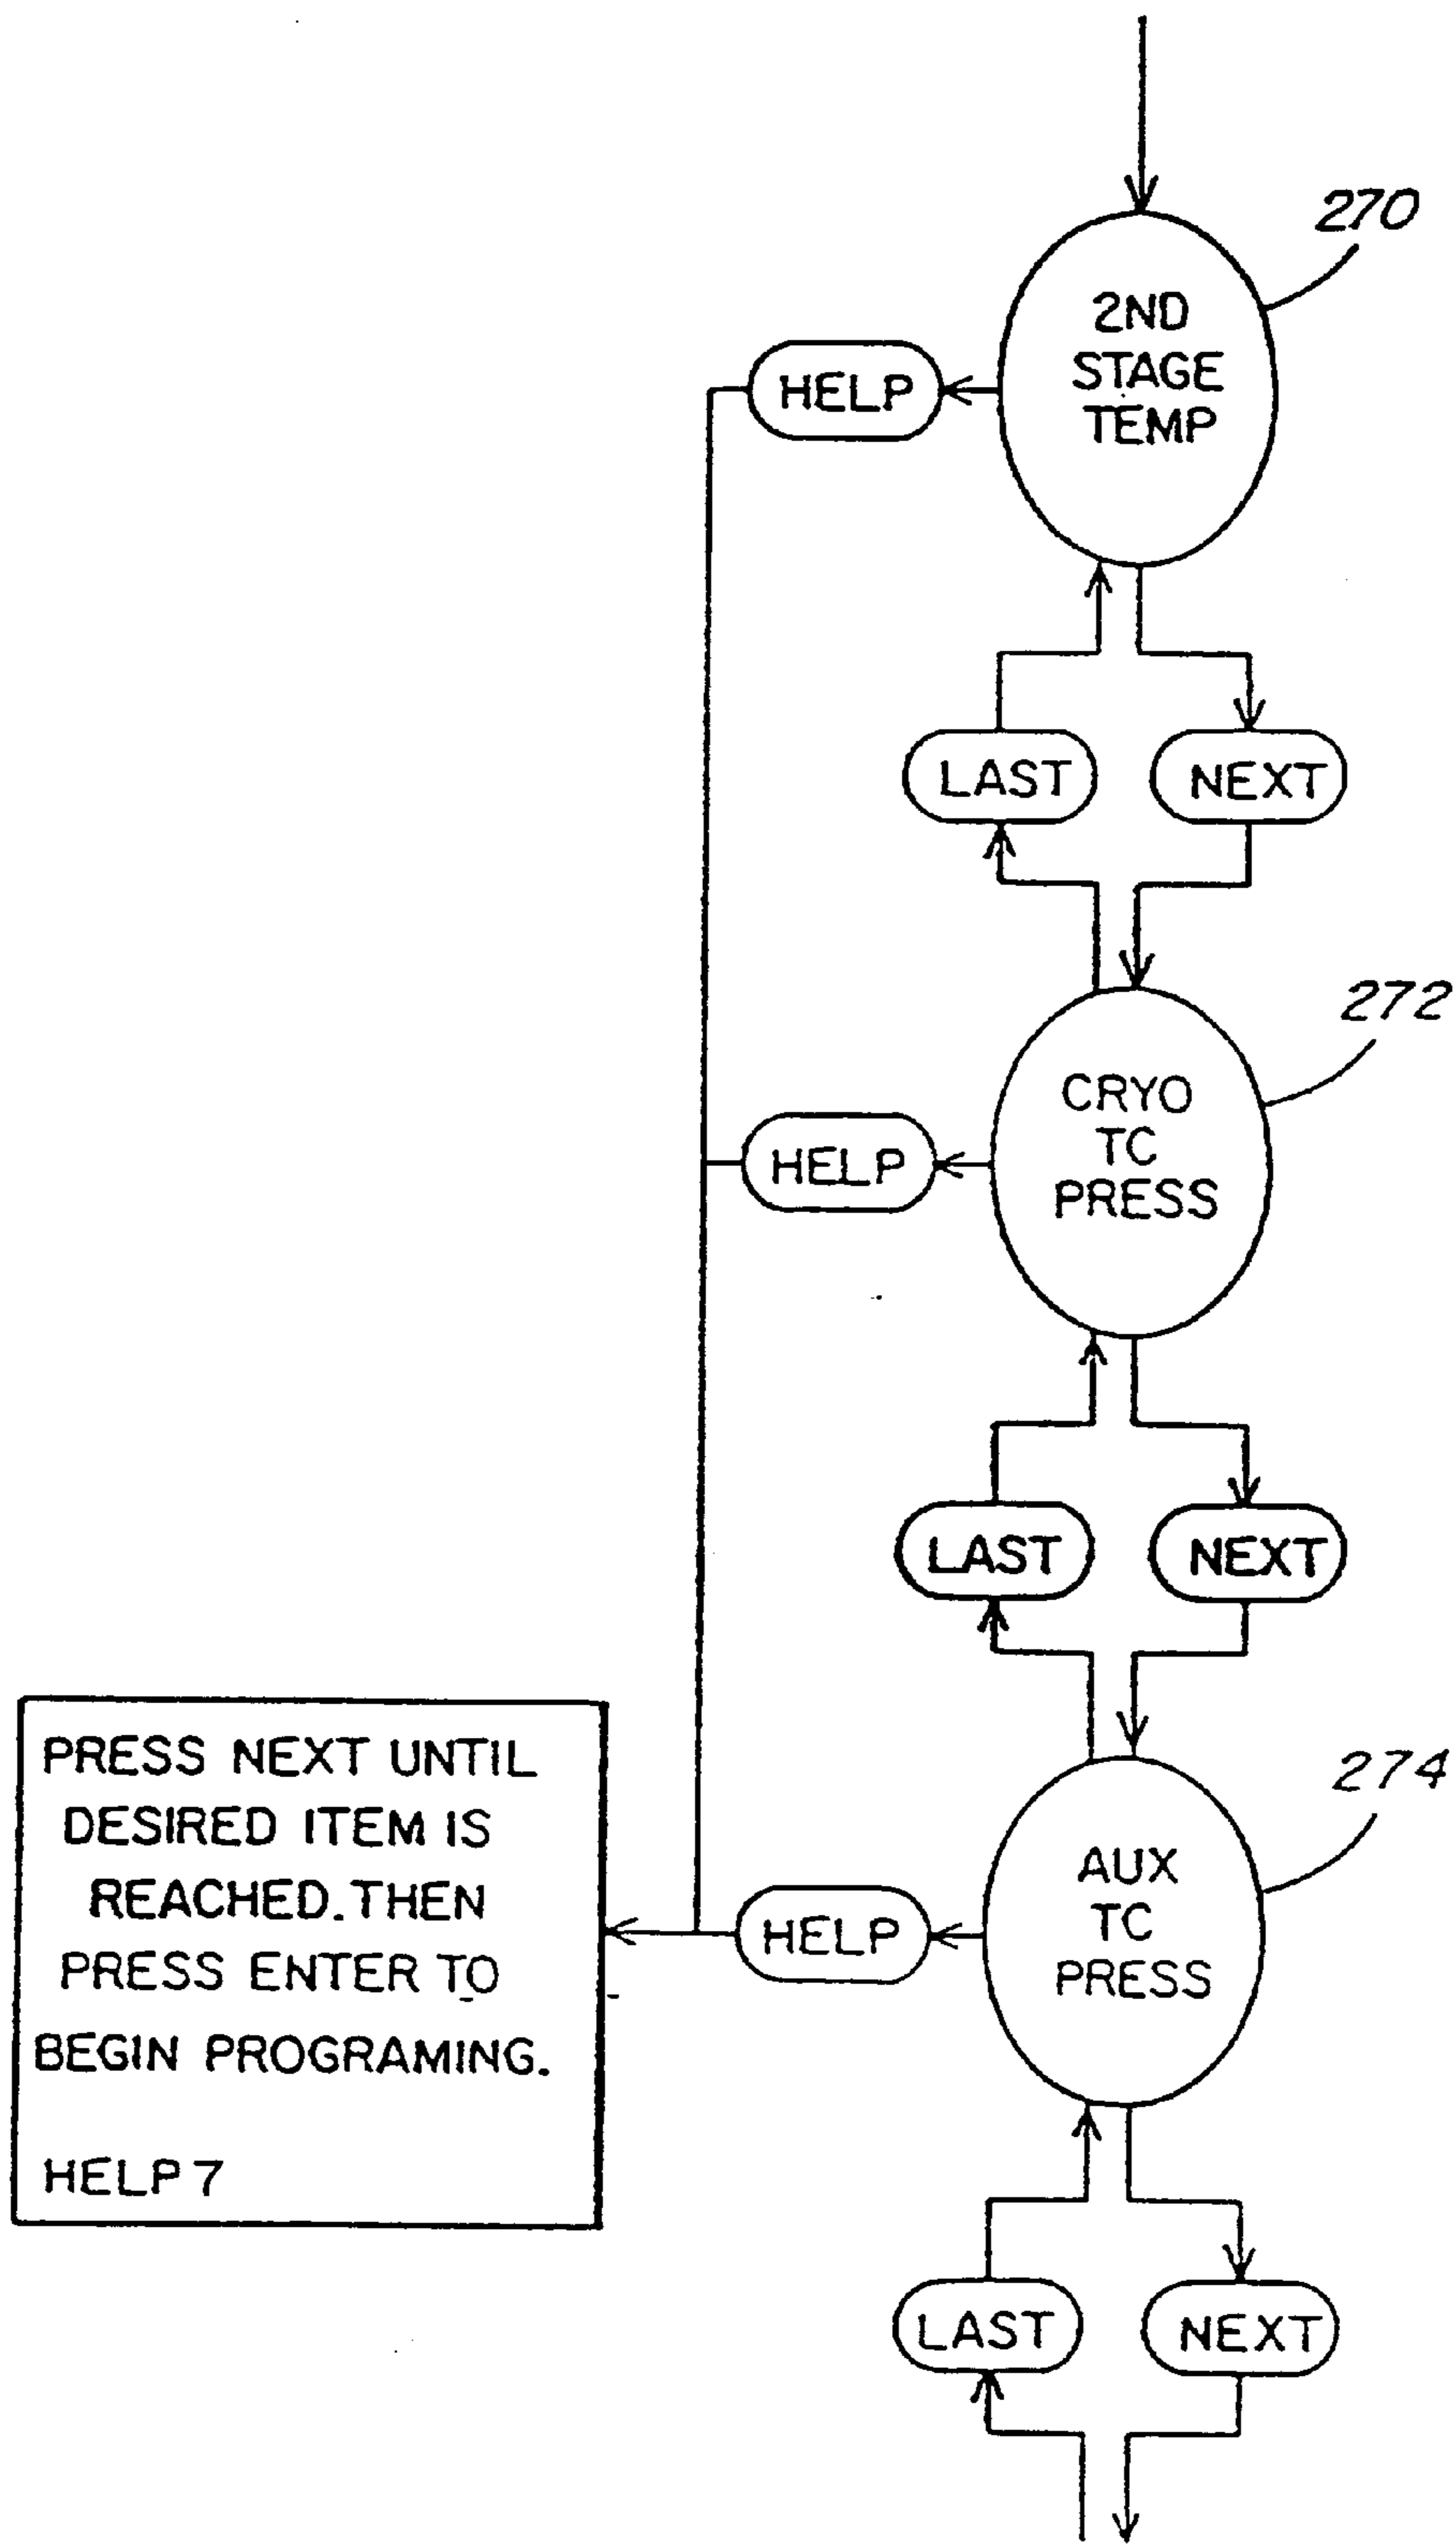 270
2ND
STAGE
TEMP
HELP
LAST
NEXT
272
CRYO
TC
PRESS
HELP
LAST
NEXT
274
AUX
TC
PRESS
HELP
PRESS NEXT UNTIL
DESIRED ITEM IS
REACHED. THEN
PRESS ENTER TO
BEGIN PROGRAMING.
HELP 7
LAST
NEXT